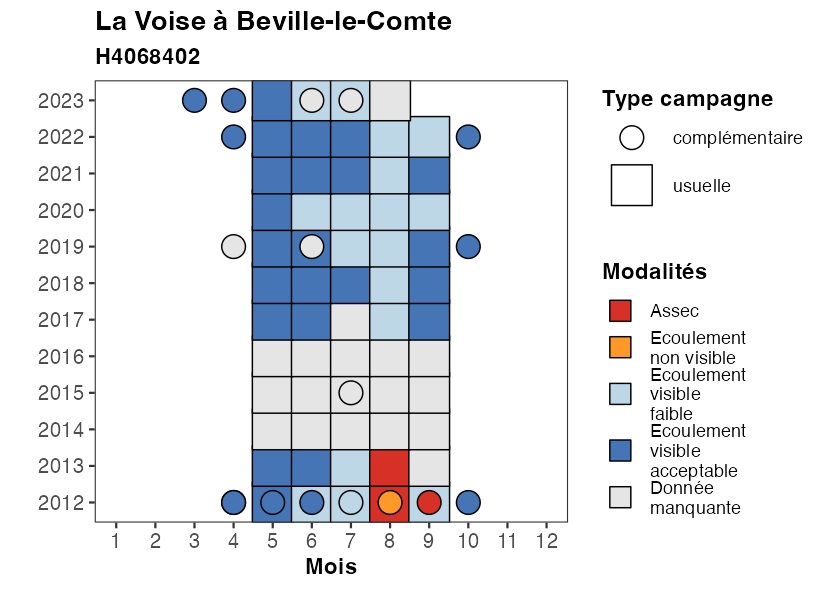 La Voise à Beville-le-Comte
H4068402
2023
2022
2021
2020
2019
2018
2017
2016
2015
2014
2013
2012
1 2 3 4 5 6 7 8 9 10 11 12
Mois
Type campagne
complémentaire
usuelle
Modalités
Assec
Ecoulement
non visible
Ecoulement
visible
faible
Ecoulement
visible
acceptable
Donnée
manquante